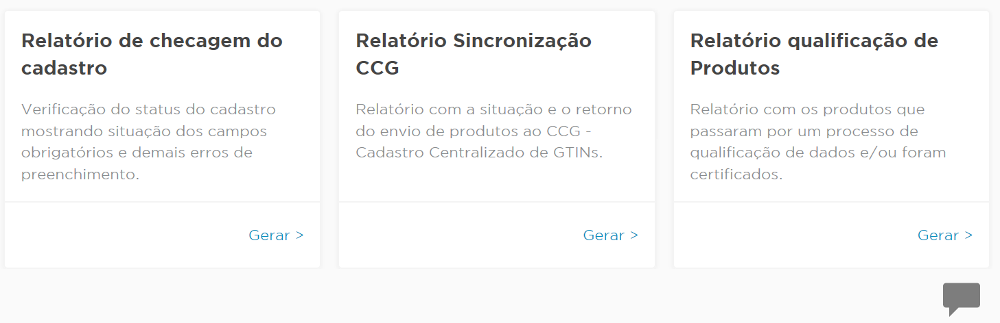 Relatório de checagem do
cadastro
Verificação do status do cadastro
mostrando situação dos campos
obrigatórios e demais erros de
preenchimento.
Gerar >
Relatório Sincronização
CCG
Relatório com a situação e o retorno
do envio de produtos ao CCG -
Cadastro Centralizado de GTINs.
Gerar >
Relatório qualificação de
Produtos
Relatório com os produtos que
passaram por um processo de
qualificação de dados e/ou foram
certificados.
Gerar >